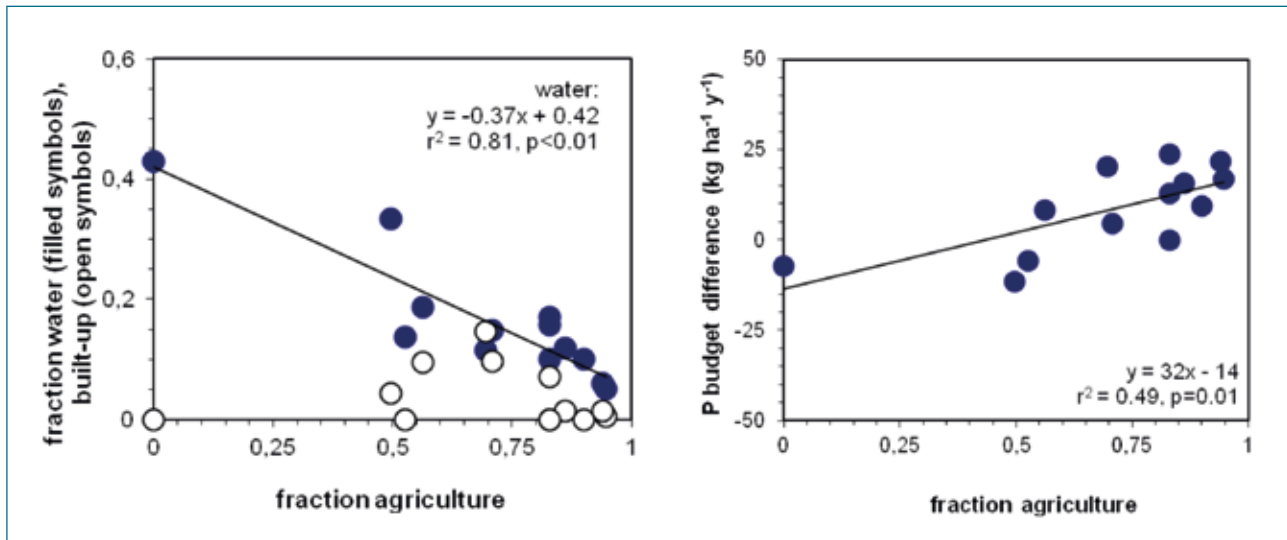 fraction water (filled symbols),
built-up (open symbols)
0,6
0,4
0,2
0
water:
y = -0.37x + 0.42
r² = 0.81, p<0.01
0
0,25
0,5
0,75
1
fraction agriculture
P budget difference (kg ha⁻¹ y⁻¹)
50
25
0
-25
-50
y = 32x - 14
r² = 0.49, p=0.01
0
0,25
0,5
0,75
1
fraction agriculture